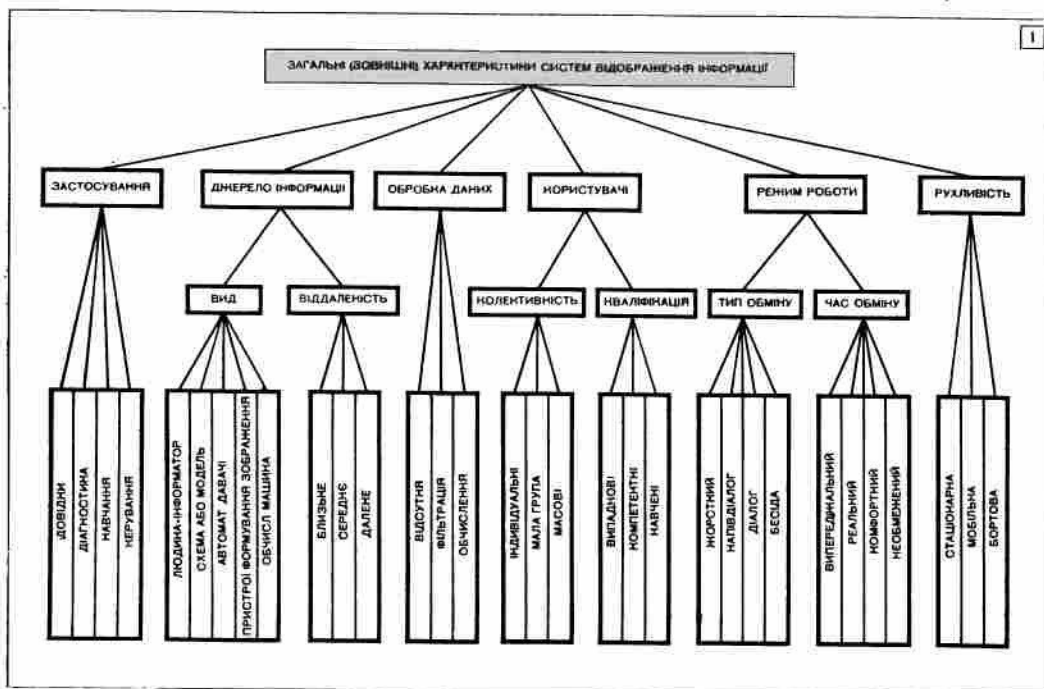 1
ЗАГАЛЬНІ (ЗОВНІШНІ) ХАРАКТЕРИСТИКИ СИСТЕМ ВІДОБРАЖЕННЯ ІНФОРМАЦІЇ
ЗАСТОСУВАННЯ
ДЖЕРЕЛО ІНФОРМАЦІЇ
ОБРОБКА ДАНИХ
КОРИСТУВАЧІ
РЕЖИМ РОБОТИ
РУХЛИВІСТЬ
ВИД
ВІДДАЛЕНІСТЬ
КОЛЕКТИВНІСТЬ
КВАЛІФІКАЦІЯ
ТИП ОБМІНУ
ЧАС ОБМІНУ
ДОВІДКИ
ДІАГНОСТИКА
НАВЧАННЯ
КЕРУВАННЯ
ЛЮДИНА-ІНФОРМАТОР
СХЕМА АБО МОДЕЛЬ
АВТОМАТ ДАВАЧІ
ПРИСТРОЇ ФОРМУВАННЯ ЗОБРАЖЕННЯ
ОБЧИСЛ МАШИНА
БЛИЗЬКЕ
СЕРЕДНЄ
ДАЛЕКЕ
ВІДСУТНЯ
ФІЛЬТРАЦІЯ
ОБЧИСЛЕННЯ
ІНДИВІДУАЛЬНІ
МАЛА ГРУПА
МАСОВІ
ВИПАДКОВІ
КОМПЕТЕНТНІ
НАВЧЕНІ
ЖОРСТКИЙ
НАПІВДІАЛОГ
ДІАЛОГ
БЕСІДА
РЕАЛЬНИЙ
КОМФОРТНИЙ
НЕОБМЕЖЕНИЙ
СТАЦІОНАРНА
МОБІЛЬНА
БОРТОВА